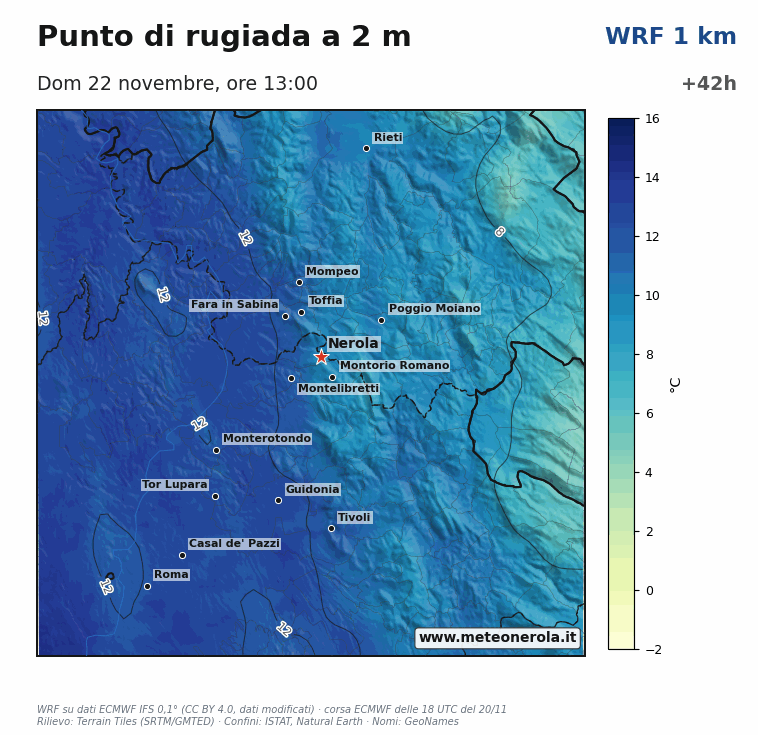 Punto di rugiada a 2 m
WRF 1 km
Dom 22 novembre, ore 13:00
+42h
Rieti
12
8
Mompeo
12
12
Toffia
Fara in Sabina
Poggio Moiano
Nerola
Montorio Romano
Montelibretti
12
Monterotondo
Tor Lupara
Guidonia
Tivoli
Casal de' Pazzi
Roma
12
12
www.meteonerola.it
16
14
12
10
8
6
4
2
0
−2
°C
WRF su dati ECMWF IFS 0,1° (CC BY 4.0, dati modificati) · corsa ECMWF delle 18 UTC del 20/11
Rilievo: Terrain Tiles (SRTM/GMTED) · Confini: ISTAT, Natural Earth · Nomi: GeoNames